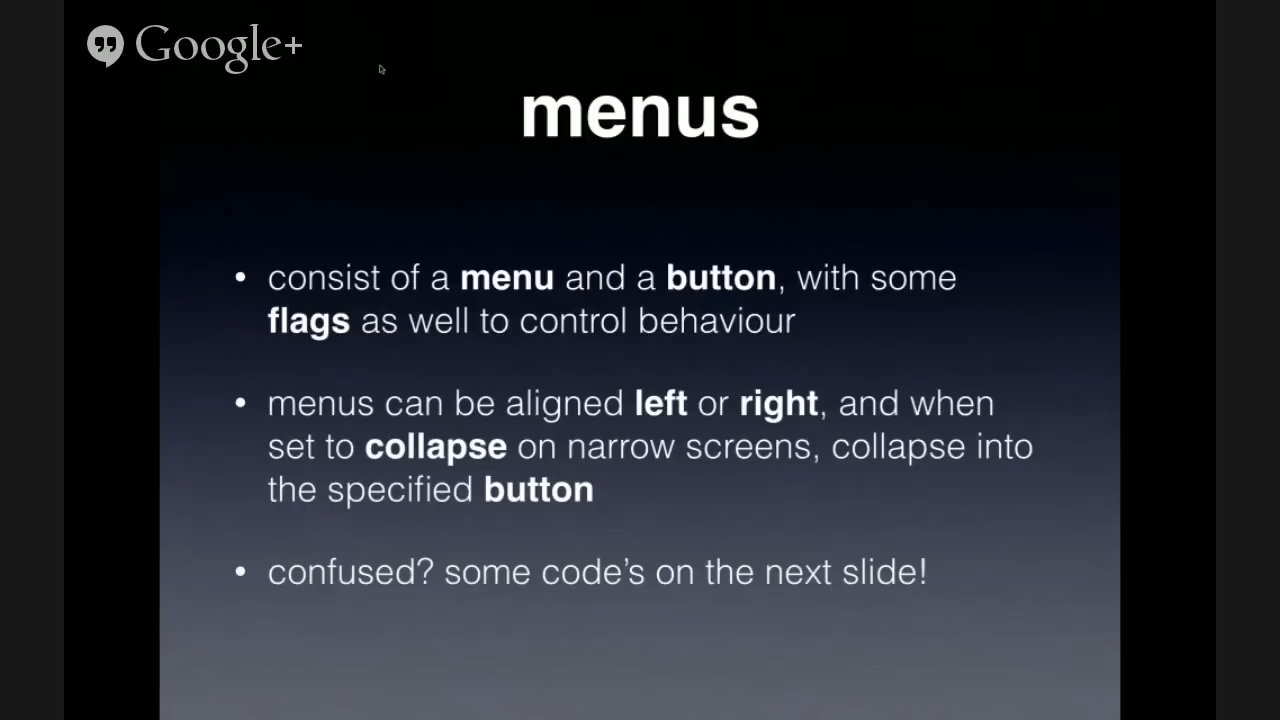 Google+
menus
• consist of a menu and a button, with some
flags as well to control behaviour
• menus can be aligned left or right, and when
set to collapse on narrow screens, collapse into
the specified button
• confused? some code's on the next slide!